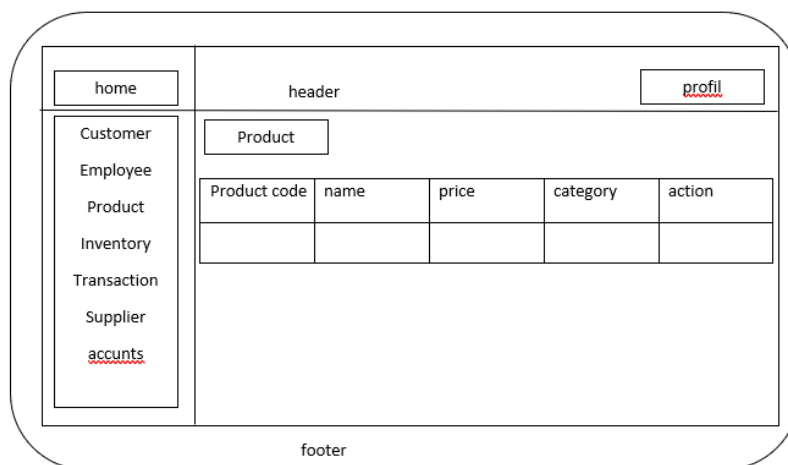 home
header
profil
Customer
Employee
Product
Inventory
Transaction
Supplier
accunts
Product
Product code name price category action
footer